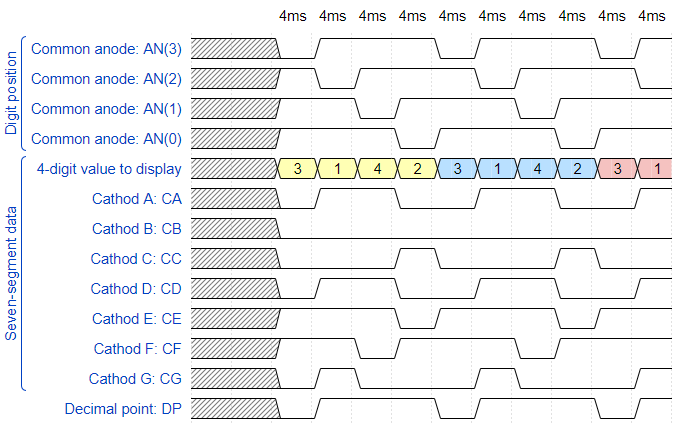 4ms 4ms 4ms 4ms 4ms 4ms 4ms 4ms 4ms 4ms
Digit position
Common anode: AN(3)
Common anode: AN(2)
Common anode: AN(1)
Common anode: AN(0)
Seven-segment data
4-digit value to display 3 1 4 2 3 1 4 2 3 1
Cathod A: CA
Cathod B: CB
Cathod C: CC
Cathod D: CD
Cathod E: CE
Cathod F: CF
Cathod G: CG
Decimal point: DP